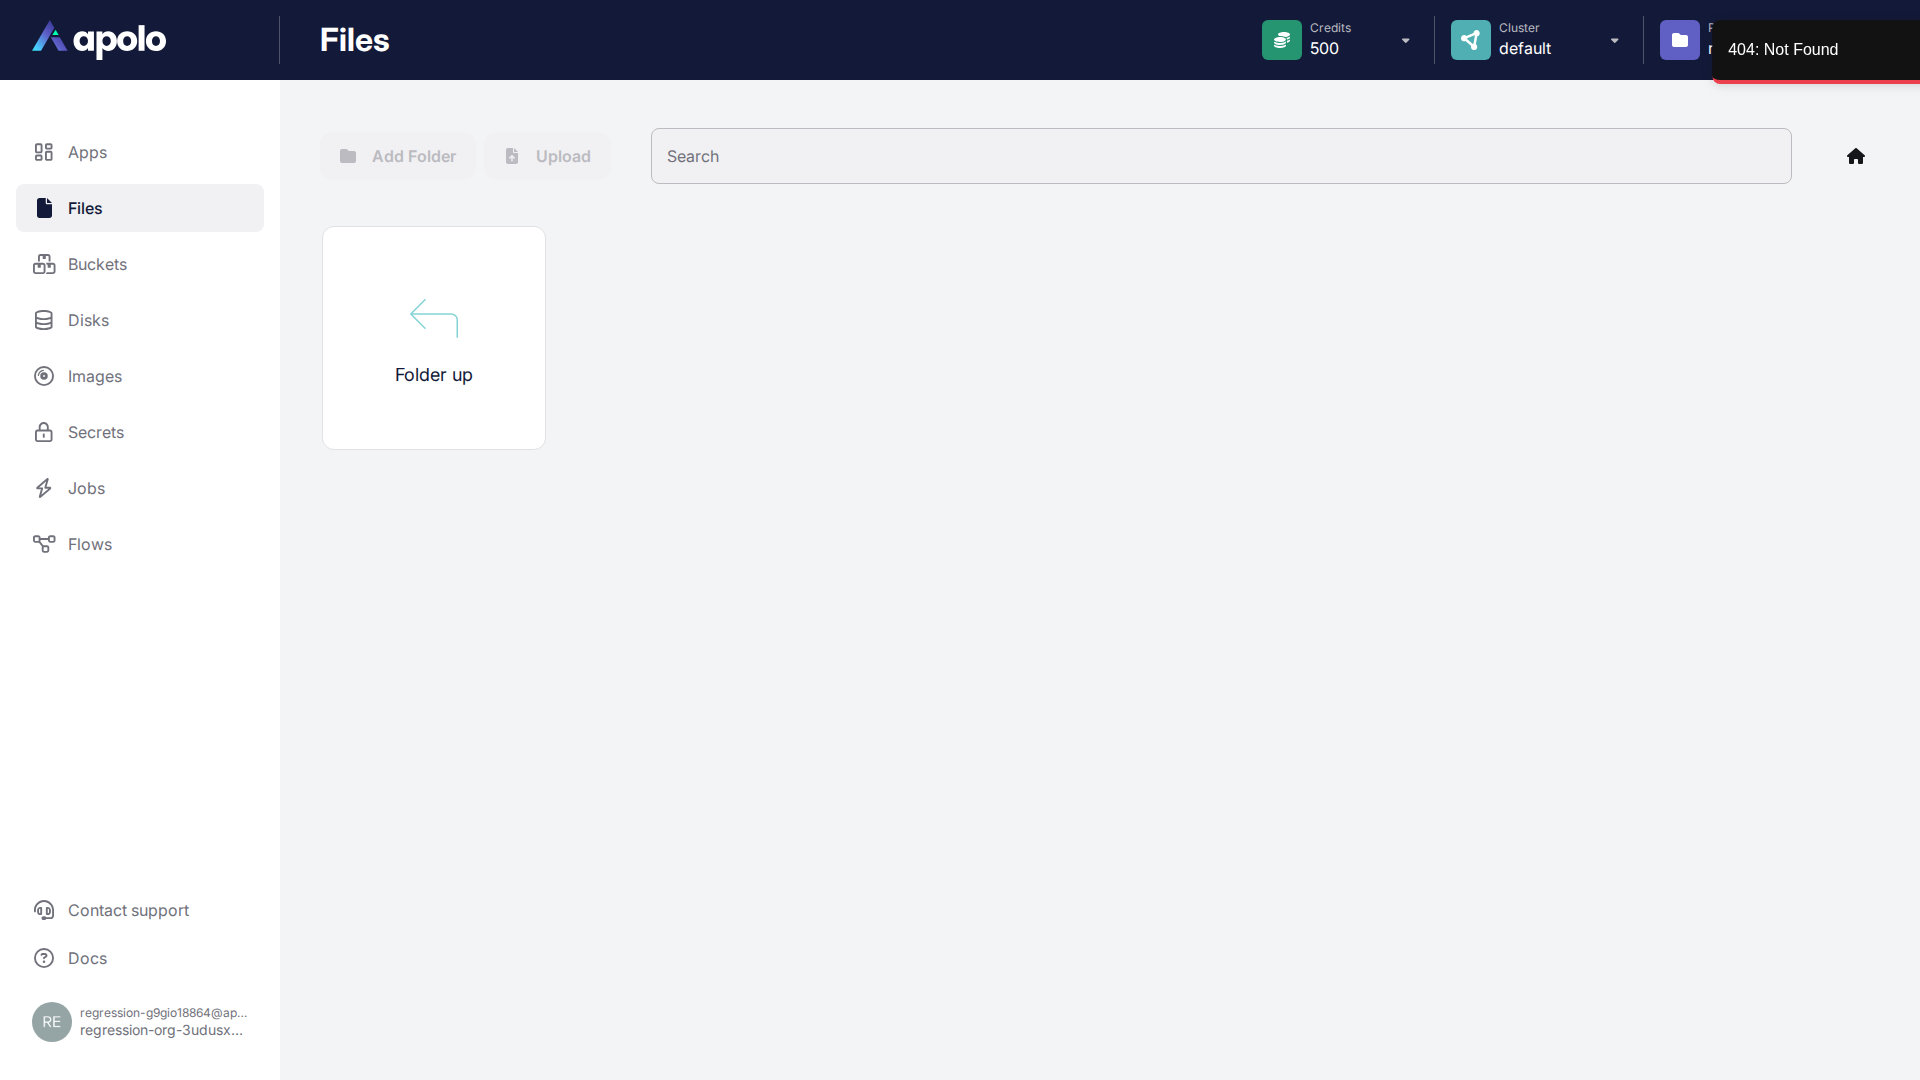 apolo
Files
Credits
500
Cluster
default
404: Not Found
Apps
Files
Buckets
Disks
Images
Secrets
Jobs
Flows
Add Folder
Upload
Search
Folder up
Contact support
Docs
RE
regression-g9gio18864@ap...
regression-org-3udusx...